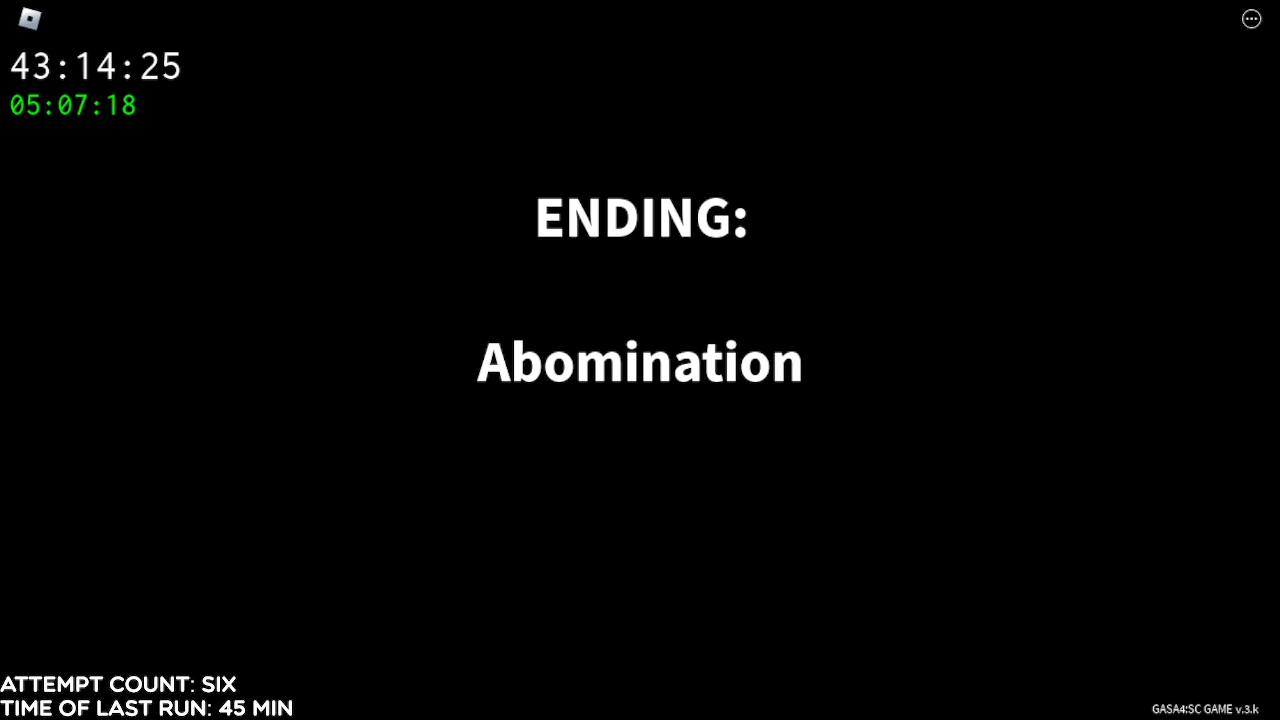 43:14:25
05:07:18
ENDING:
Abomination
ATTEMPT COUNT: SIX
TIME OF LAST RUN: 45 MIN
GASA4:SC GAME v.3.k